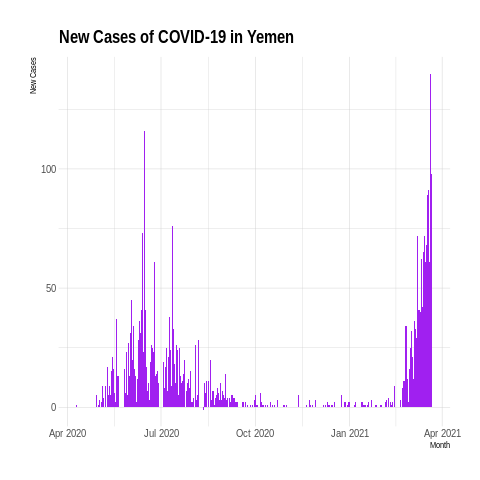 New Cases of COVID-19 in Yemen
New Cases
100
50
0
Apr 2020
Jul 2020
Oct 2020
Jan 2021
Apr 2021
Month